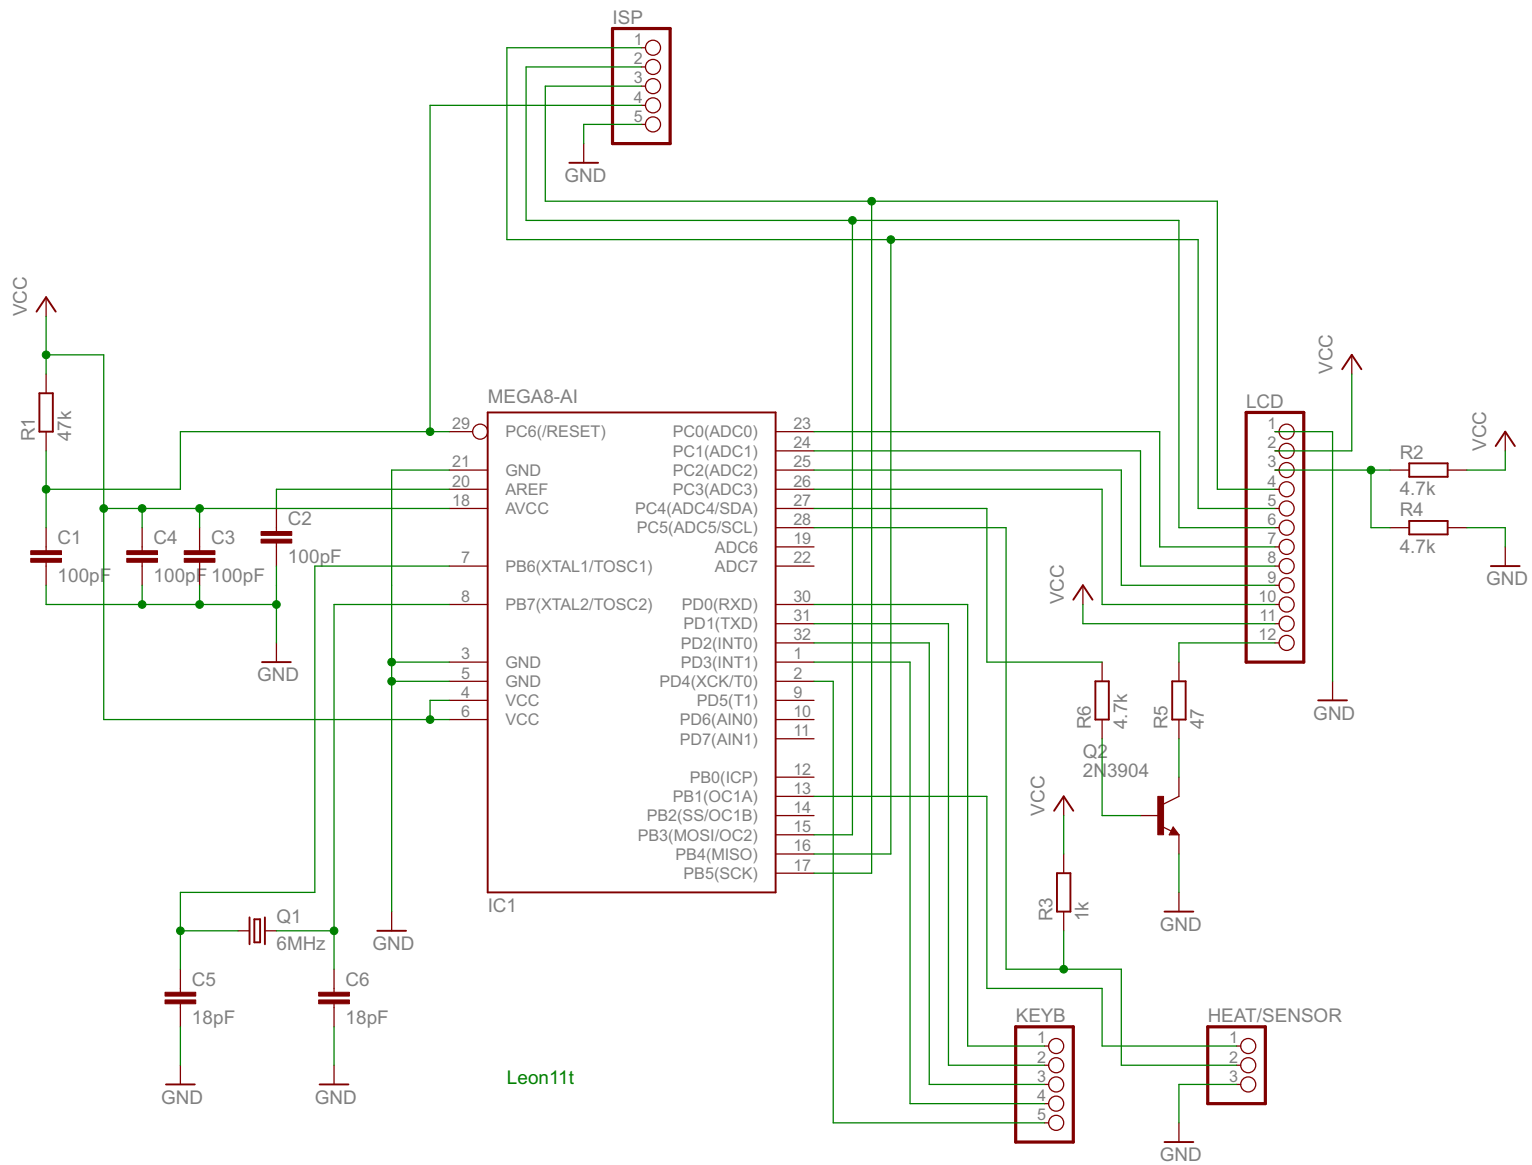 ISP
1
2
3
4
5
GND
VCC
R1
47k
C1
100pF
C4
100pF
C3
100pF
C2
100pF
GND
MEGA8-AI
29 PC6(/RESET)
21 GND
20 AREF
18 AVCC
7 PB6(XTAL1/TOSC1)
8 PB7(XTAL2/TOSC2)
3 GND
5 GND
4 VCC
6 VCC
PC0(ADC0) 23
PC1(ADC1) 24
PC2(ADC2) 25
PC3(ADC3) 26
PC4(ADC4/SDA) 27
PC5(ADC5/SCL) 28
ADC6 19
ADC7 22
PD0(RXD) 30
PD1(TXD) 31
PD2(INT0) 32
PD3(INT1) 1
PD4(XCK/T0) 2
PD5(T1) 9
PD6(AIN0) 10
PD7(AIN1) 11
PB0(ICP) 12
PB1(OC1A) 13
PB2(SS/OC1B) 14
PB3(MOSI/OC2) 15
PB4(MISO) 16
PB5(SCK) 17
IC1
GND
Q1
6MHz
C5
18pF
GND
C6
18pF
GND
LCD
1
2
3
4
5
6
7
8
9
10
11
12
VCC
VCC
R2
4.7k
R4
4.7k
GND
VCC
GND
R6
4.7k
R5
47
Q2
2N3904
GND
VCC
R3
1k
KEYB
1
2
3
4
5
HEAT/SENSOR
1
2
3
GND
Leon11t